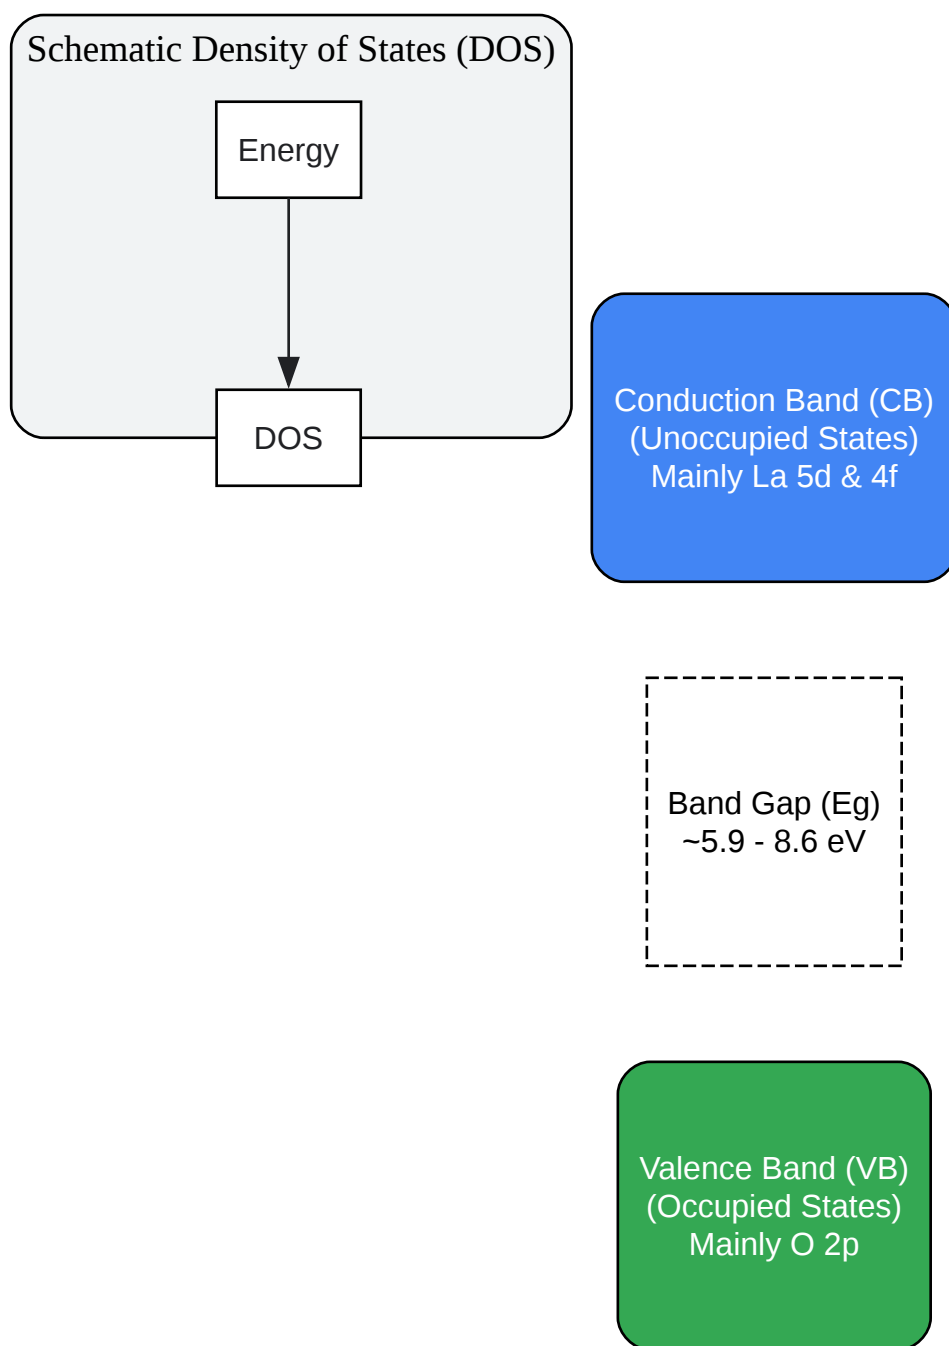 Schematic Density of States (DOS)
Energy
DOS
Conduction Band (CB)
(Unoccupied States)
Mainly La 5d & 4f
Band Gap (Eg)
~5.9 - 8.6 eV
Valence Band (VB)
(Occupied States)
Mainly O 2p